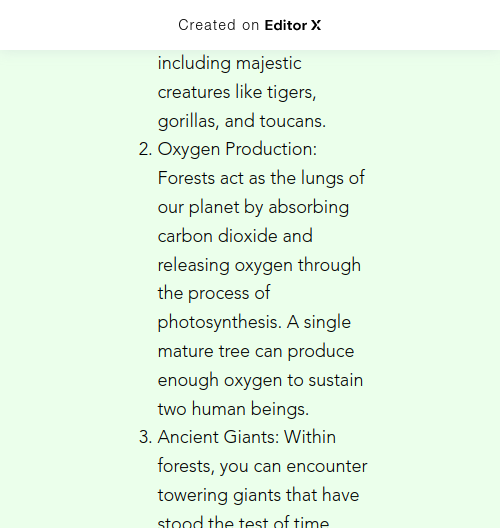 Created on Editor X
including majestic
creatures like tigers,
gorillas, and toucans.
2. Oxygen Production:
Forests act as the lungs of
our planet by absorbing
carbon dioxide and
releasing oxygen through
the process of
photosynthesis. A single
mature tree can produce
enough oxygen to sustain
two human beings.
3. Ancient Giants: Within
forests, you can encounter
towering giants that have
stood the test of time